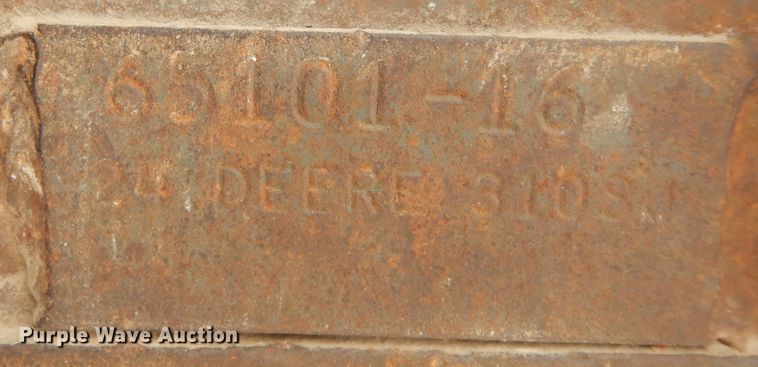 65101-16
24 DEERE 310SJ
Purple Wave Auction